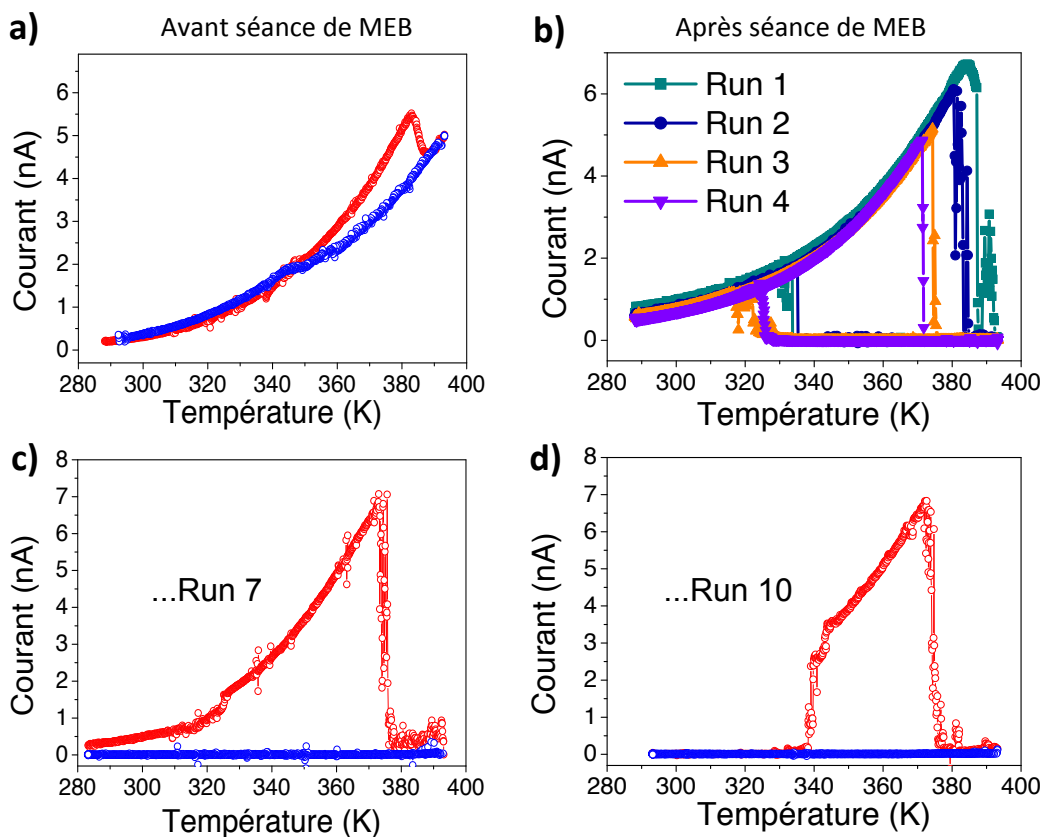 a)
Avant séance de MEB
6
5
4
3
2
1
0
280 300 320 340 360 380 400
Courant (nA)
Température (K)
b)
Après séance de MEB
Run 1
Run 2
Run 3
Run 4
6
4
2
0
280 300 320 340 360 380 400
Courant (nA)
Température (K)
c)
...Run 7
8
7
6
5
4
3
2
1
0
280 300 320 340 360 380 400
Courant (nA)
Température (K)
d)
...Run 10
8
7
6
5
4
3
2
1
0
280 300 320 340 360 380 400
Courant (nA)
Température (K)